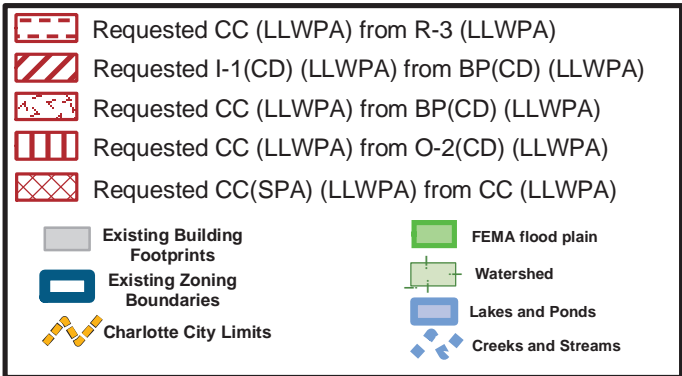 Requested CC (LLWPA) from R-3 (LLWPA)
Requested I-1(CD) (LLWPA) from BP(CD) (LLWPA)
Requested CC (LLWPA) from BP(CD) (LLWPA)
Requested CC (LLWPA) from O-2(CD) (LLWPA)
Requested CC(SPA) (LLWPA) from CC (LLWPA)
Existing Building
Footprints
Existing Zoning
Boundaries
Charlotte City Limits
FEMA flood plain
Watershed
Lakes and Ponds
Creeks and Streams